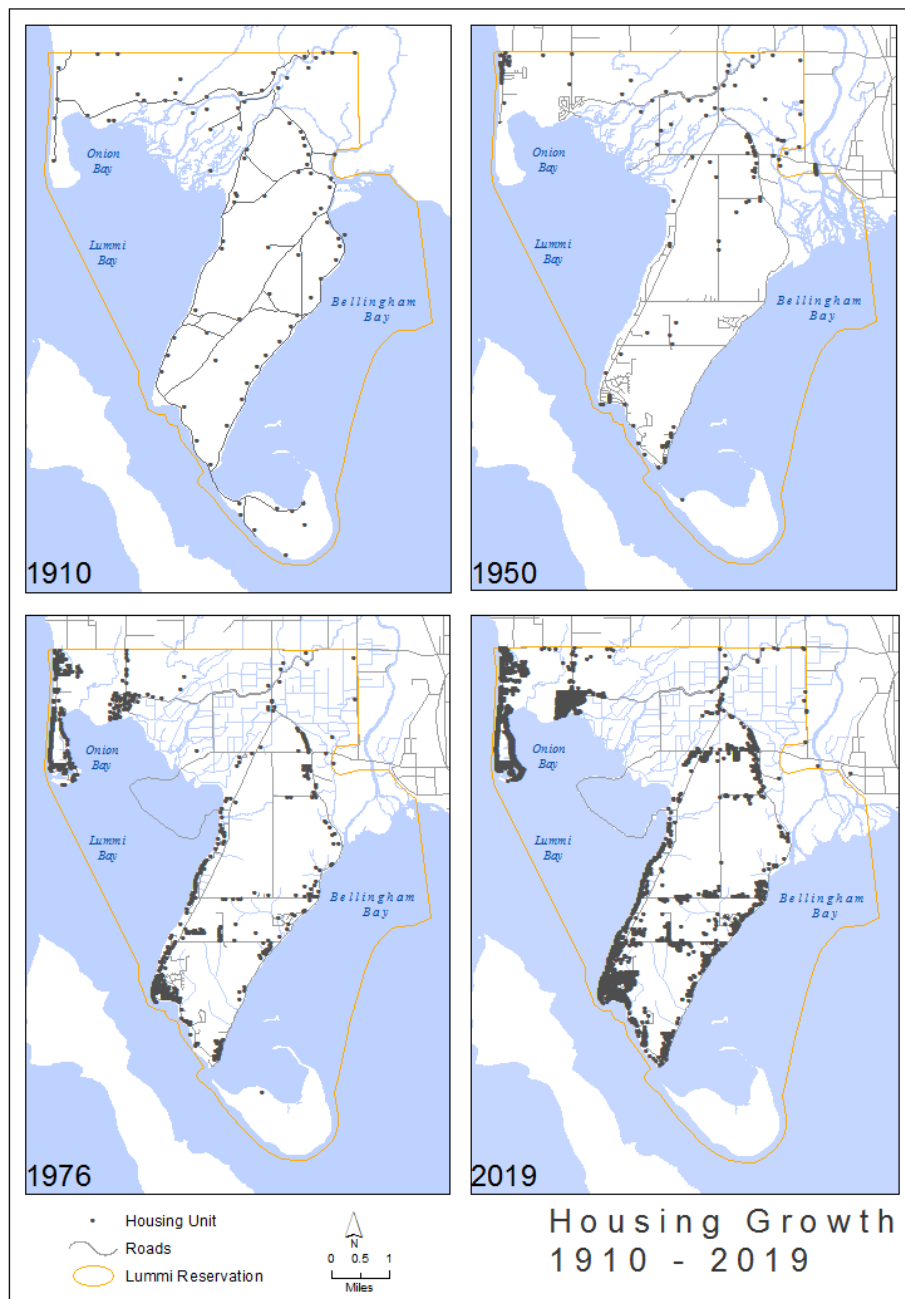 Onion
Bay
Lummi
Bay
Bellingham
Bay
1910
Onion
Bay
Lummi
Bay
Bellingham
Bay
1950
Onion
Bay
Lummi
Bay
Bellingham
Bay
1976
Onion
Bay
Lummi
Bay
Bellingham
Bay
2019
Housing Unit
Roads
Lummi Reservation
N
0 0.5 1
Miles
Housing Growth
1910 - 2019